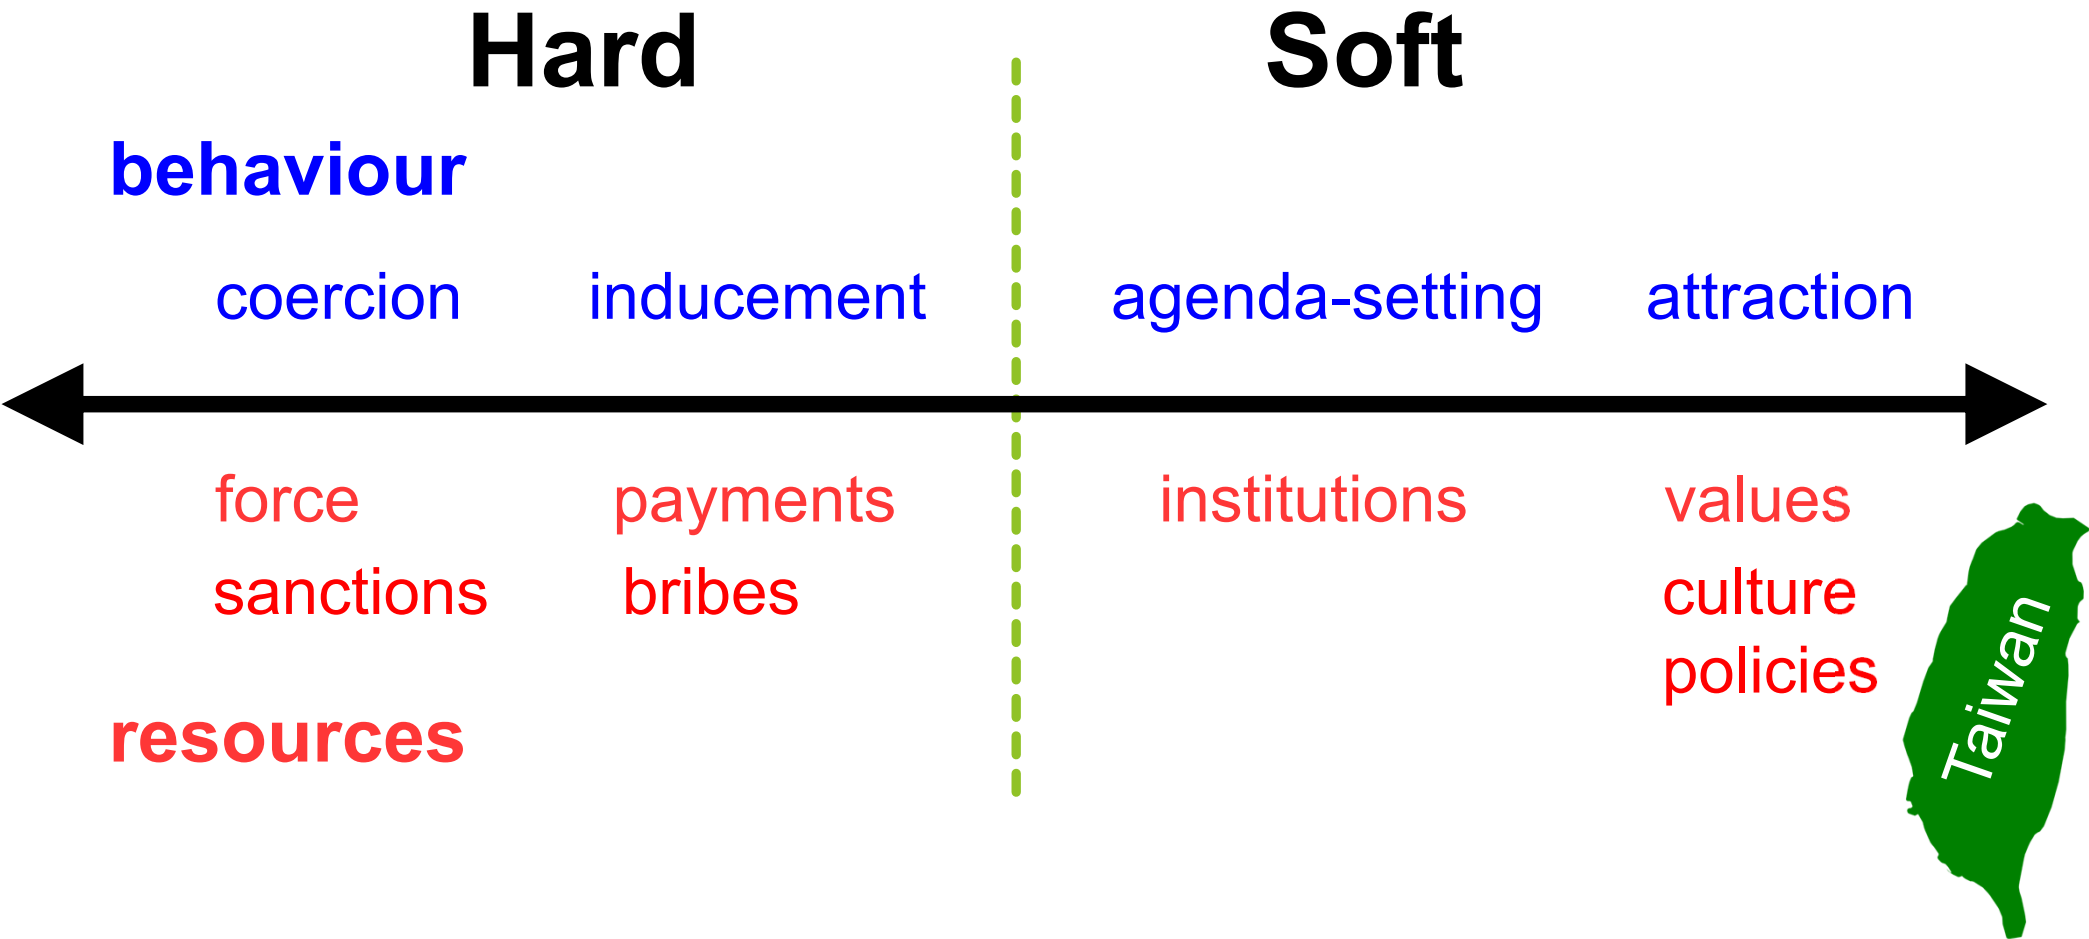 Hard Soft
behaviour
coercion inducement agenda-setting attraction
force payments institutions values
sanctions bribes culture
policies
resources
Taiwan